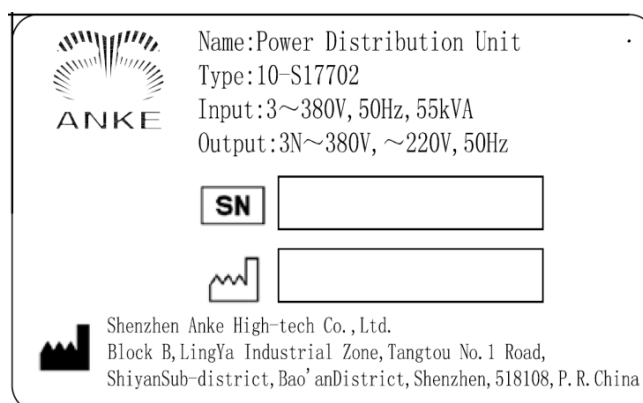 ANKE
Name:Power Distribution Unit
Type:10-S17702
Input:3～380V,50Hz,55kVA
Output:3N～380V,～220V,50Hz
SN
Shenzhen Anke High-tech Co.,Ltd.
Block B,LingYa Industrial Zone,Tangtou No.1 Road,
ShiyanSub-district,Bao'anDistrict,Shenzhen,518108,P.R.China